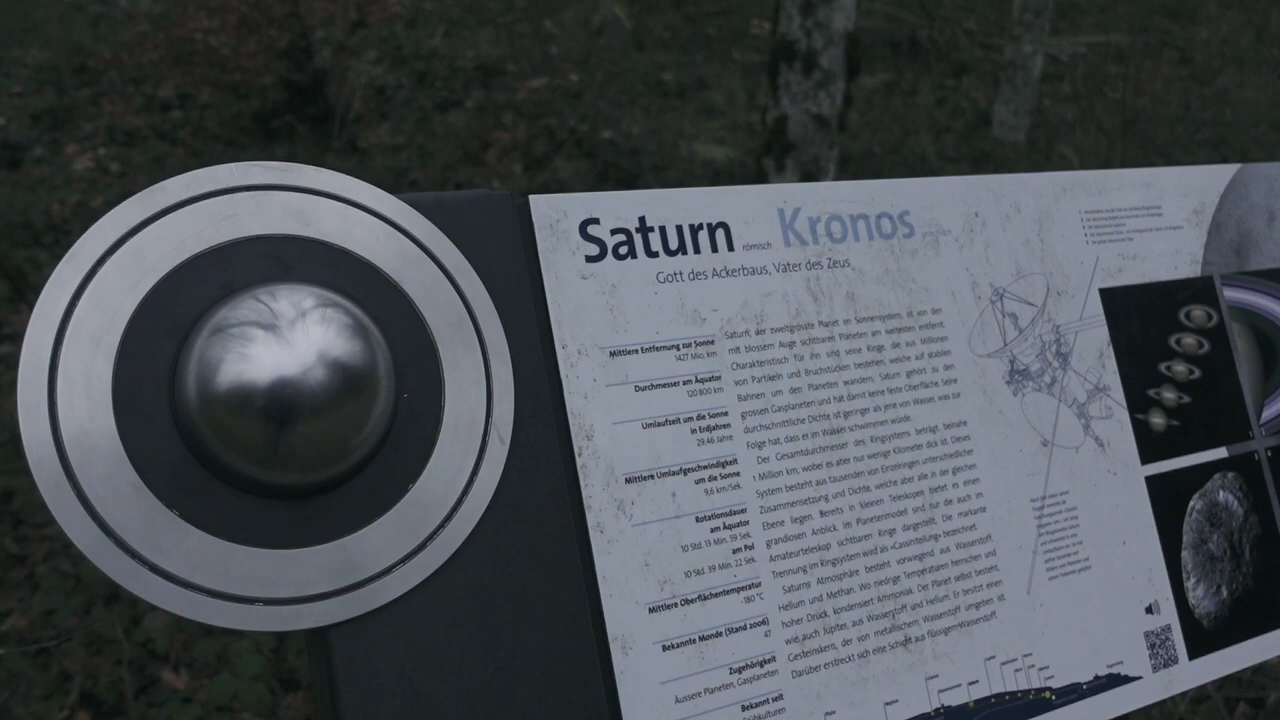 Saturn römisch Kronos
Gott des Ackerbaus, Vater des Zeus
Mittlere Entfernung zur Sonne
1427 Mio. km
Durchmesser am Äquator
120 800 km
Umlaufzeit um die Sonne
in Erdjahren
29,46 Jahre
Mittlere Umlaufgeschwindigkeit
um die Sonne
9,6 km/Sek.
Rotationsdauer
am Äquator
10 Std. 13 Min. 59 Sek.
am Pol
10 Std. 39 Min. 22 Sek.
Mittlere Oberflächentemperatur
-180 °C
Bekannte Monde (Stand 2006)
47
Zugehörigkeit
Äussere Planeten, Gasplaneten
Bekannt seit
Frühkulturen
Saturn, der zweitgrösste Planet im Sonnensystem, ist von den
mit blossem Auge sichtbaren Planeten am weitesten entfernt.
Charakteristisch für ihn sind seine Ringe, die aus Millionen
von Partikeln und Bruchstücken bestehen, welche auf stabilen
Bahnen um den Planeten wandern. Saturn gehört zu den
grossen Gasplaneten und hat damit keine feste Oberfläche. Seine
durchschnittliche Dichte ist geringer als jene von Wasser, was zur
Folge hat, dass er im Wasser schwimmen würde.
Der Gesamtdurchmesser des Ringsystems beträgt beinahe
1 Million km, wobei es aber nur wenige Kilometer dick ist. Dieses
System besteht aus tausenden von Einzelringen unterschiedlicher
Zusammensetzung und Dichte, welche aber alle in der gleichen
Ebene liegen. Bereits in kleinen Teleskopen bietet es einen
grandiosen Anblick. Im Planetenmodell sind nur die auch im
Amateurteleskop sichtbaren Ringe dargestellt. Die markante
Trennung im Ringsystem wird als «Cassiniteilung» bezeichnet.
Saturns Atmosphäre besteht vorwiegend aus Wasserstoff,
Helium und Methan. Wo niedrige Temperaturen herrschen und
hoher Druck, kondensiert Ammoniak. Der Planet selbst besteht,
wie auch Jupiter, aus Wasserstoff und Helium. Er besitzt einen
Gesteinskern, der von metallischem Wasserstoff umgeben ist.
Darüber erstreckt sich eine Schicht aus flüssigem Wasserstoff.